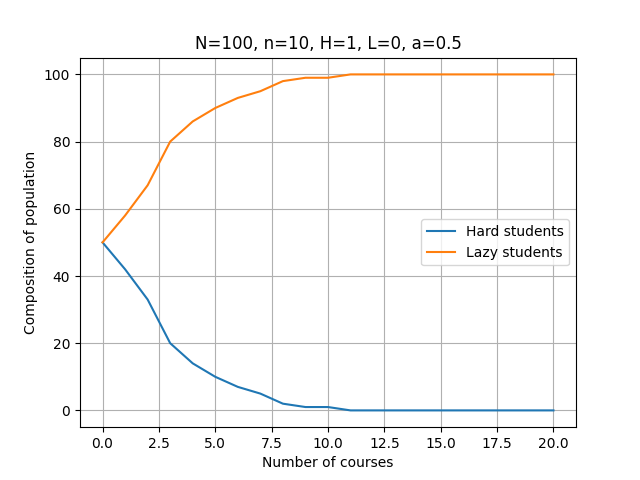 N=100, n=10, H=1, L=0, a=0.5
Composition of population
100
80
60
40
20
0
Hard students
Lazy students
0.0 2.5 5.0 7.5 10.0 12.5 15.0 17.5 20.0
Number of courses